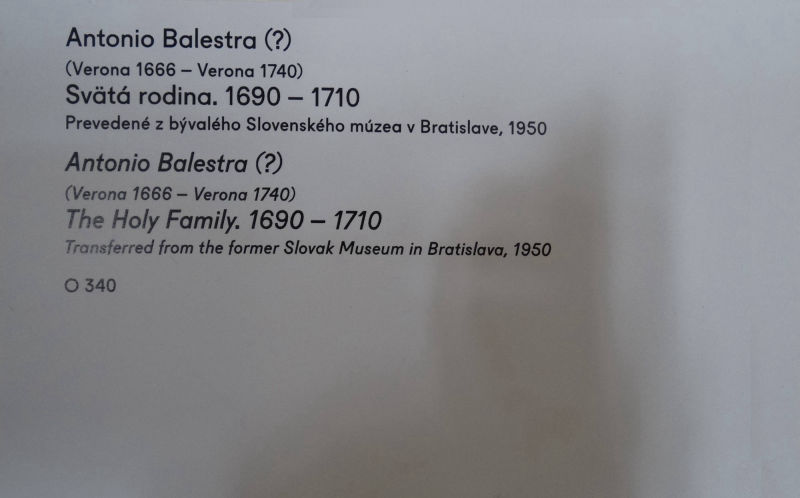 Antonio Balestra (?)
(Verona 1666 – Verona 1740)
Svätá rodina. 1690 – 1710
Prevedené z bývalého Slovenského múzea v Bratislave, 1950
Antonio Balestra (?)
(Verona 1666 – Verona 1740)
The Holy Family. 1690 – 1710
Transferred from the former Slovak Museum in Bratislava, 1950
O 340